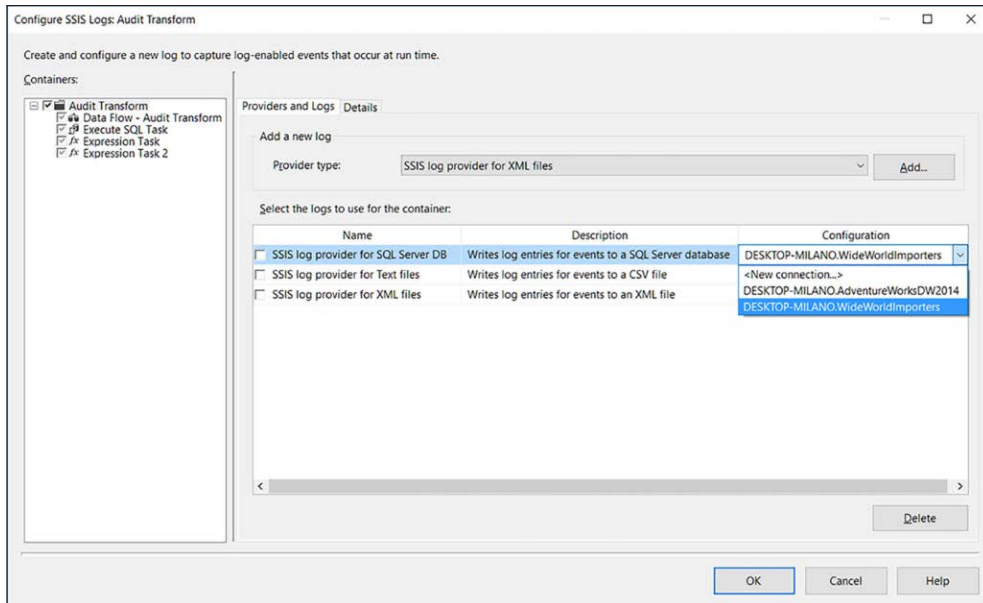 Configure SSIS Logs: Audit Transform
Create and configure a new log to capture log-enabled events that occur at run time.
Containers:
Audit Transform
Data Flow - Audit Transform
Execute SQL Task
fx Expression Task
fx Expression Task 2
Providers and Logs Details
Add a new log
Provider type: SSIS log provider for XML files Add...
Select the logs to use for the container:
Name Description Configuration
SSIS log provider for SQL Server DB Writes log entries for events to a SQL Server database DESKTOP-MILANO.WideWorldImporters
SSIS log provider for Text files Writes log entries for events to a CSV file <New connection...>
DESKTOP-MILANO.AdventureWorksDW2014
SSIS log provider for XML files Writes log entries for events to an XML file DESKTOP-MILANO.WideWorldImporters
Delete
OK Cancel Help